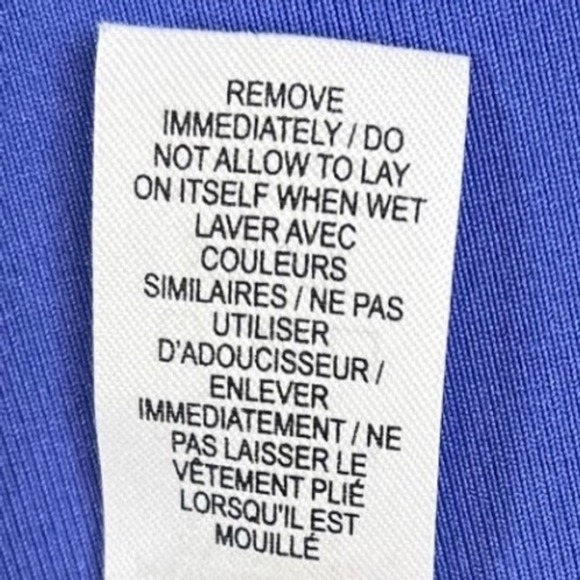 REMOVE
IMMEDIATELY / DO
NOT ALLOW TO LAY
ON ITSELF WHEN WET
LAVER AVEC
COULEURS
SIMILAIRES / NE PAS
UTILISER
D'ADOUCISSEUR /
ENLEVER
IMMEDIATEMENT / NE
PAS LAISSER LE
VÊTEMENT PLIÉ
LORSQU'IL EST
MOUILLÉ